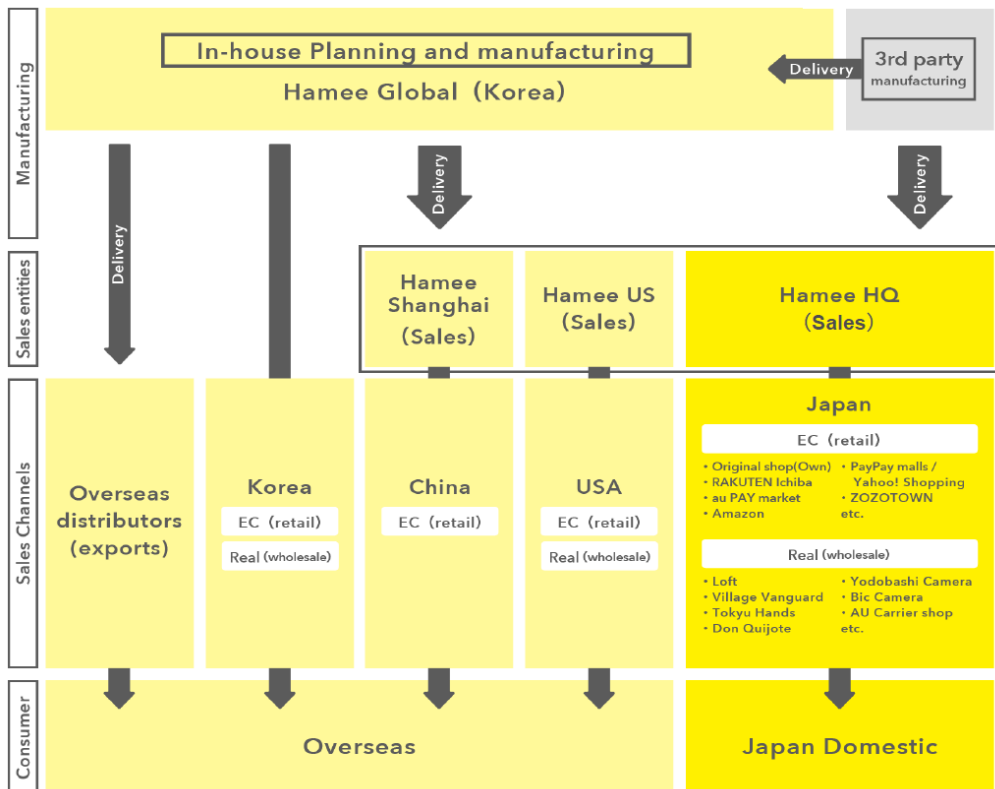 Manufacturing
In-house Planning and manufacturing
Hamee Global（Korea）
Delivery
3rd party
manufacturing
Delivery
Delivery
Delivery
Sales entities
Hamee
Shanghai
（Sales）
Hamee US
（Sales）
Hamee HQ
（Sales）
Sales Channels
Overseas
distributors
(exports)
Korea
EC（retail）
Real（wholesale）
China
EC（retail）
USA
EC（retail）
Real（wholesale）
Japan
EC（retail）
・Original shop(Own)
・RAKUTEN Ichiba
・au PAY market
・Amazon
・PayPay malls /
Yahoo! Shopping
・ZOZOTOWN
etc.
Real（wholesale）
・Loft
・Village Vanguard
・Tokyu Hands
・Don Quijote
・Yodobashi Camera
・Bic Camera
・AU Carrier shop
etc.
Consumer
Overseas
Japan Domestic